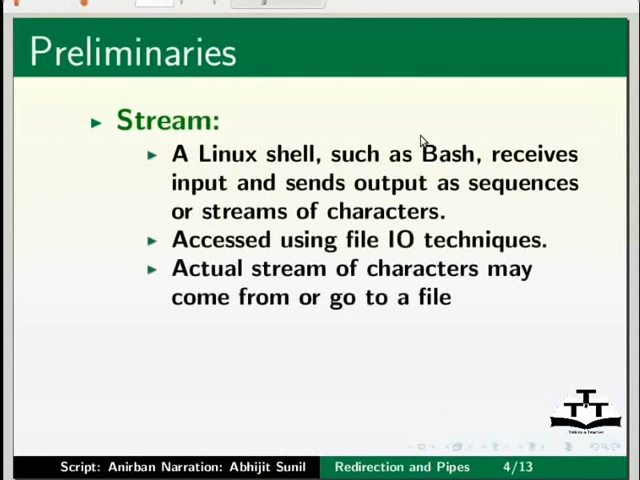 Preliminaries
Stream:
A Linux shell, such as Bash, receives
input and sends output as sequences
or streams of characters.
Accessed using file IO techniques.
Actual stream of characters may
come from or go to a file
TTT
Script: Anirban Narration: Abhijit Sunil Redirection and Pipes 4/13